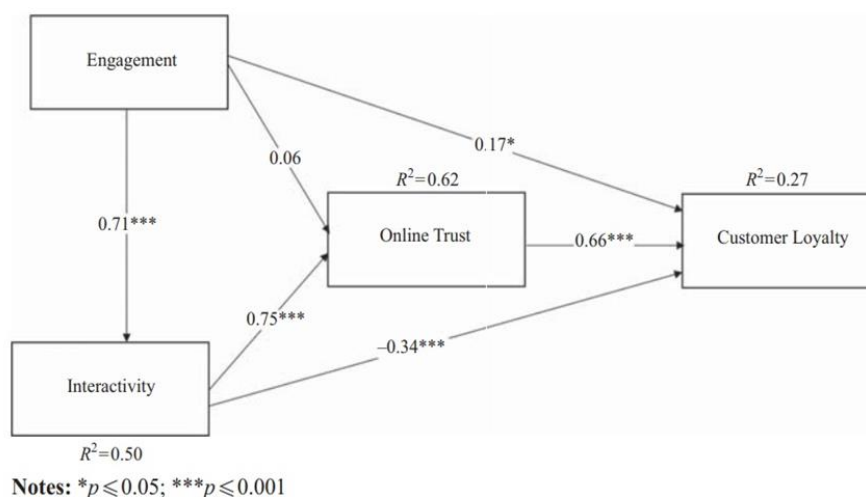 Engagement
0.17*
0.06
R²=0.62
R²=0.27
0.71***
Online Trust
0.66***
Customer Loyalty
0.75***
–0.34***
Interactivity
R²=0.50
Notes: *p⩽0.05; ***p⩽0.001